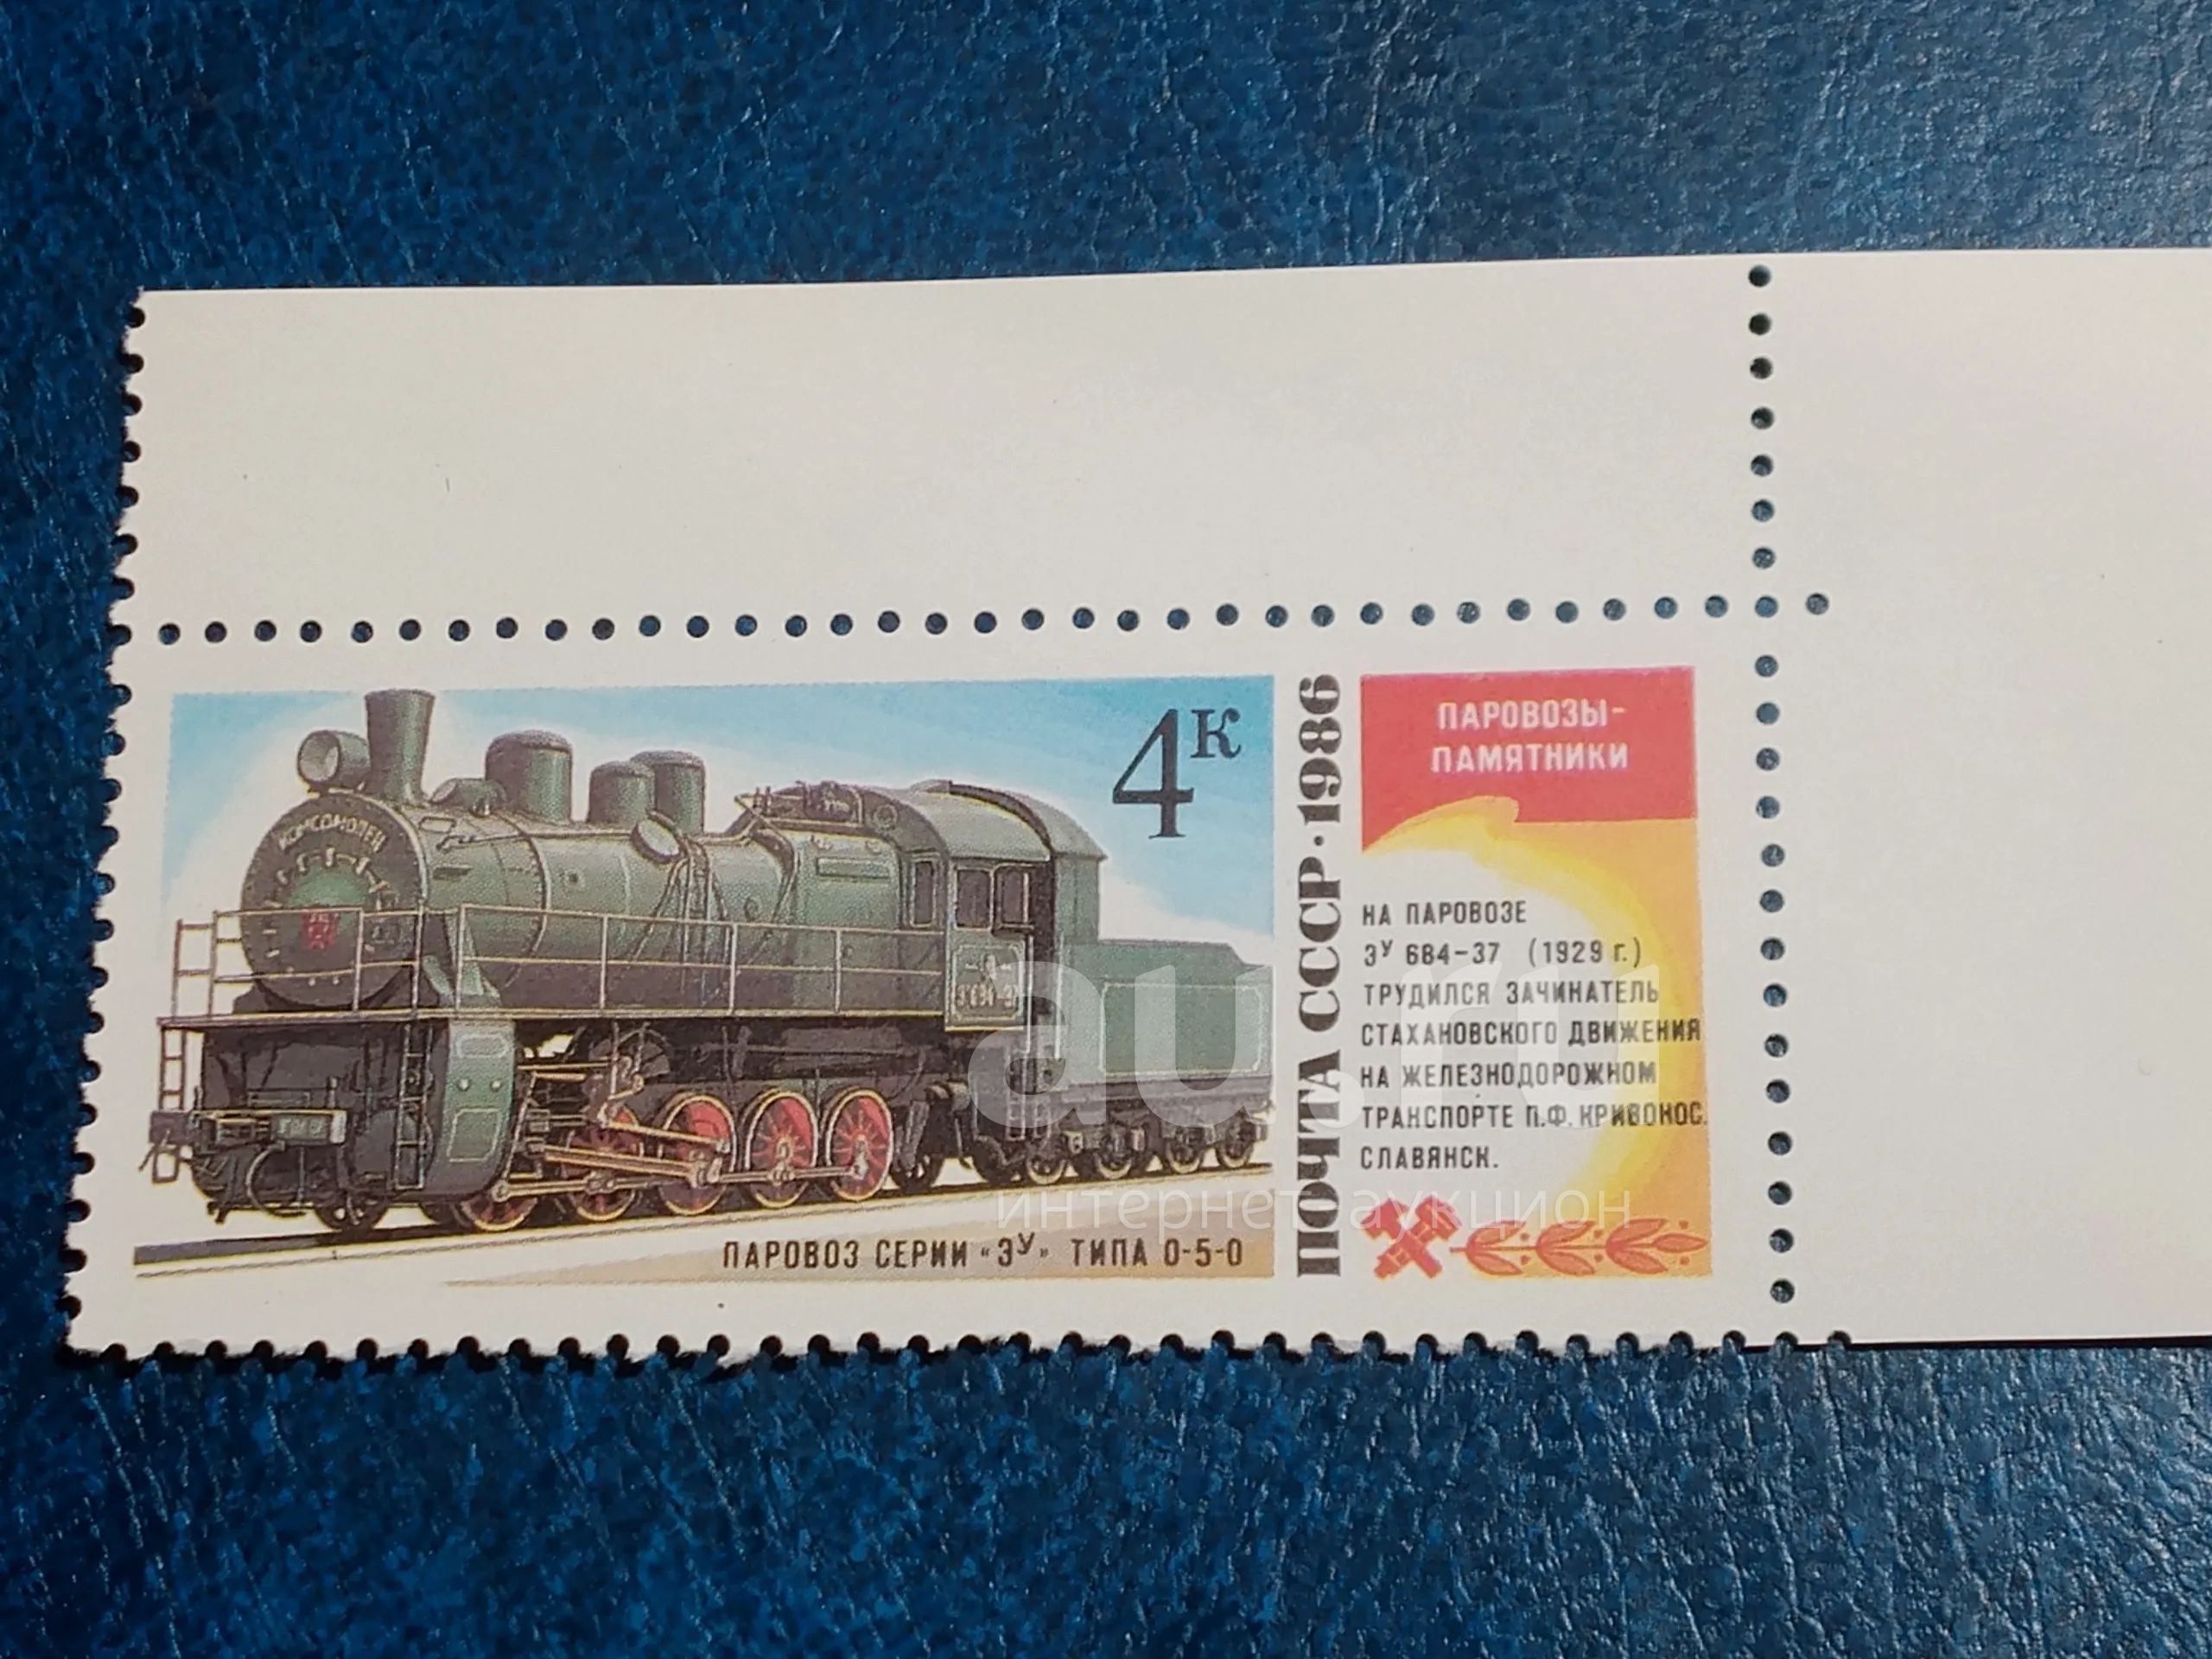 КОМСОМОЛЕЦ
4К
ПАРОВОЗ СЕРИИ «ЭУ» ТИПА 0-5-0
ПОЧТА СССР·1986
ПАРОВОЗЫ-
ПАМЯТНИКИ
НА ПАРОВОЗЕ
ЭУ 684-37 (1929 г.)
ТРУДИЛСЯ ЗАЧИНАТЕЛЬ
СТАХАНОВСКОГО ДВИЖЕНИЯ
НА ЖЕЛЕЗНОДОРОЖНОМ
ТРАНСПОРТЕ П.Ф. КРИВОНОС.
СЛАВЯНСК.
au.ru
интернет-аукцион